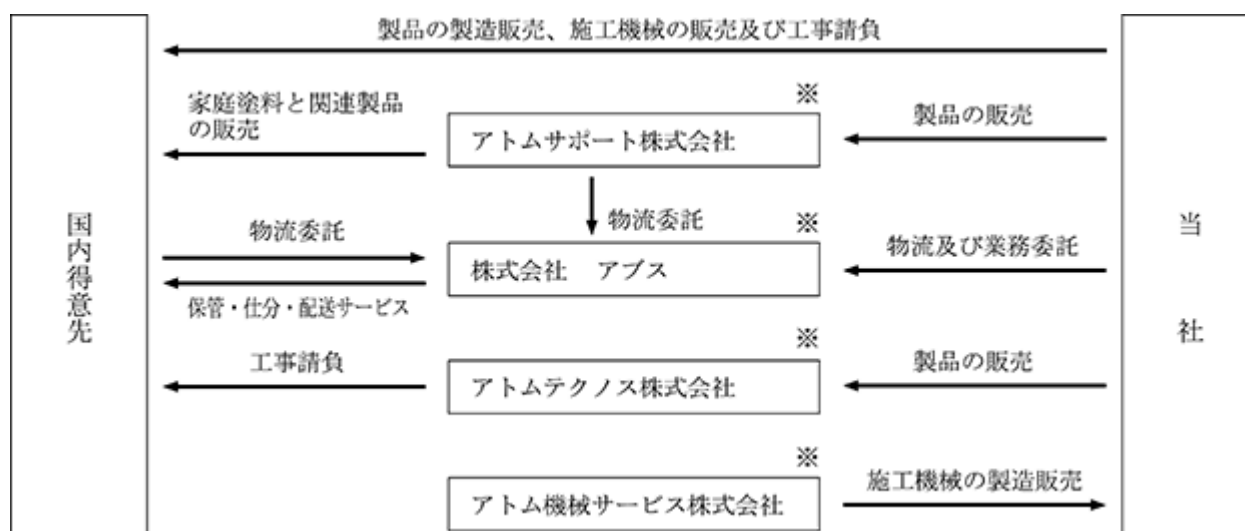 製品の製造販売、施工機械の販売及び工事請負
家庭塗料と関連製品
の販売
※
アトムサポート株式会社
製品の販売
物流委託
国内得意先
物流委託
※
株式会社 アブス
物流及び業務委託
保管・仕分・配送サービス
当社
工事請負
※
アトムテクノス株式会社
製品の販売
※
アトム機械サービス株式会社
施工機械の製造販売